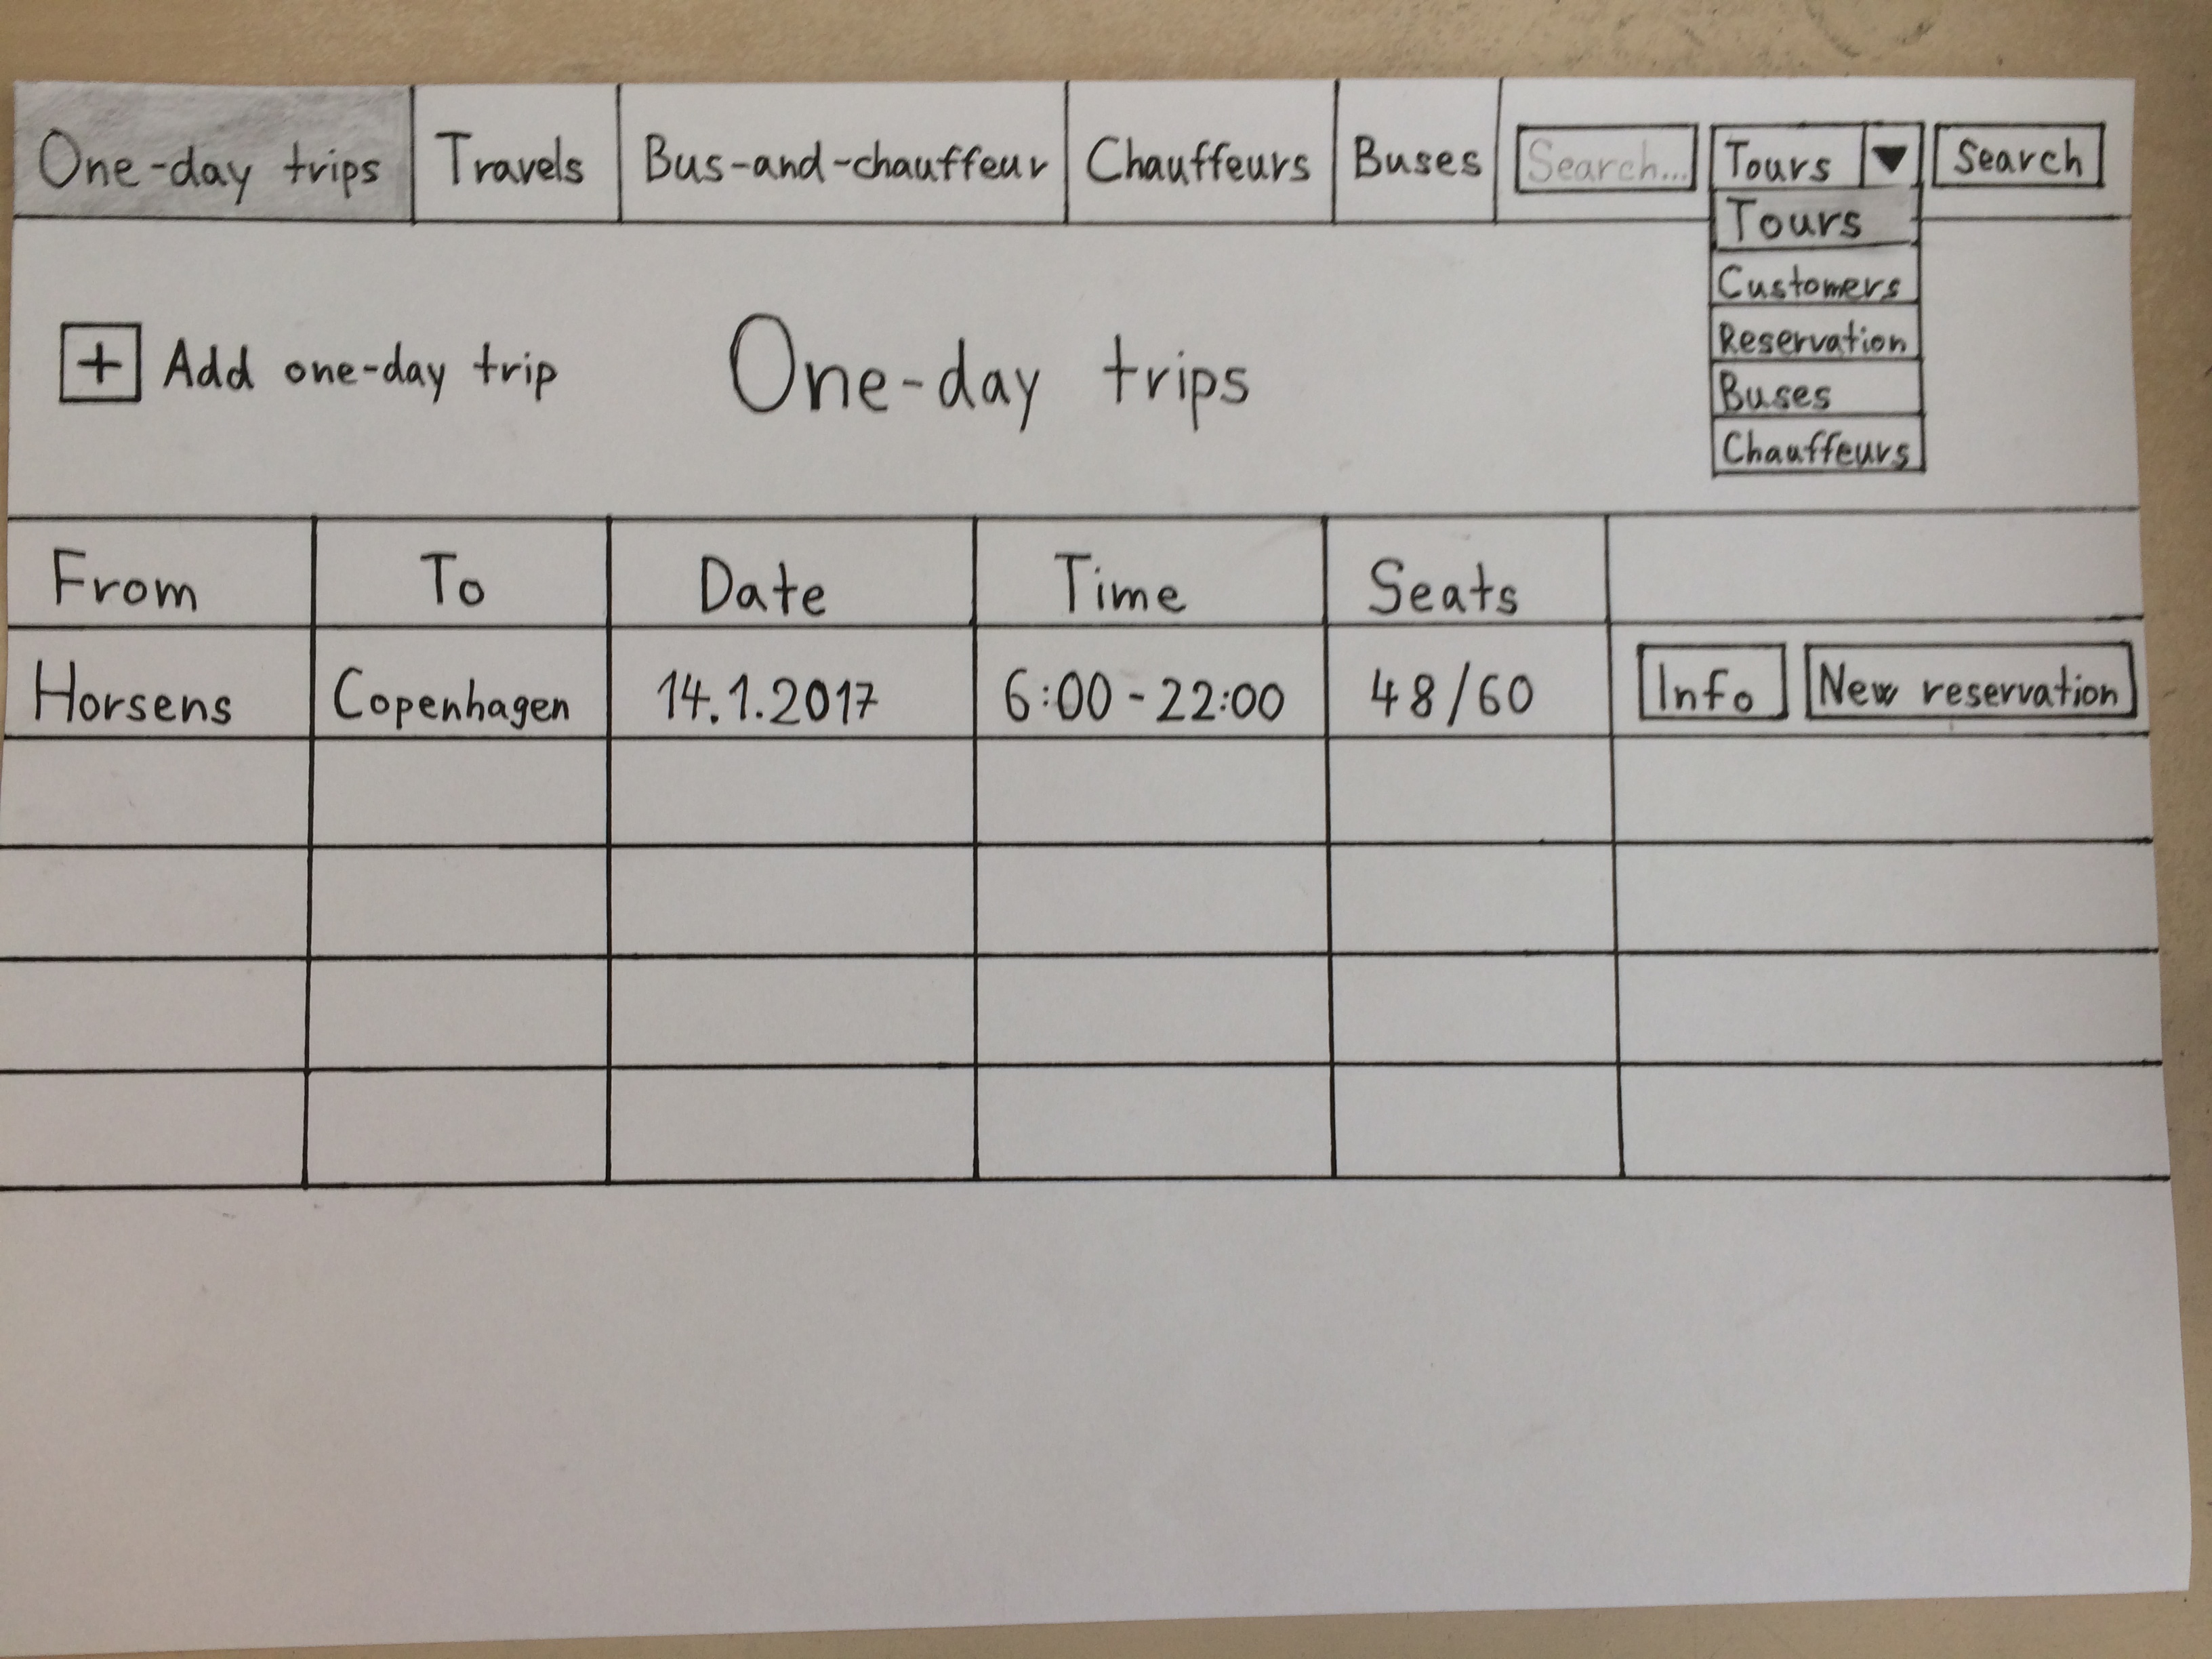 One-day trips Travels Bus-and-chauffeur Chauffeurs Buses Search... Tours Search
Tours
Customers
Reservation
Buses
Chauffeurs
+ Add one-day trip One-day trips
From To Date Time Seats
Horsens Copenhagen 14.1.2017 6:00-22:00 48/60 Info New reservation